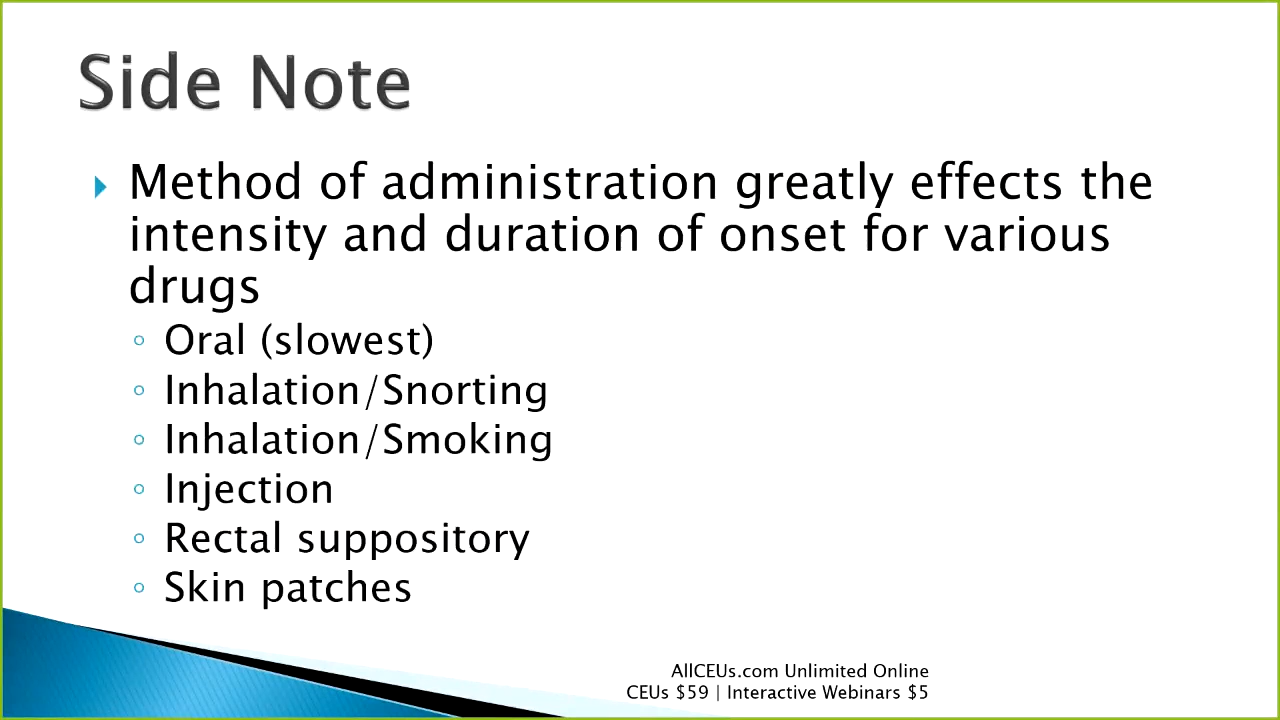 Side Note
Method of administration greatly effects the
intensity and duration of onset for various
drugs
Oral (slowest)
Inhalation/Snorting
Inhalation/Smoking
Injection
Rectal suppository
Skin patches
AllCEUs.com Unlimited Online
CEUs $59 | Interactive Webinars $5